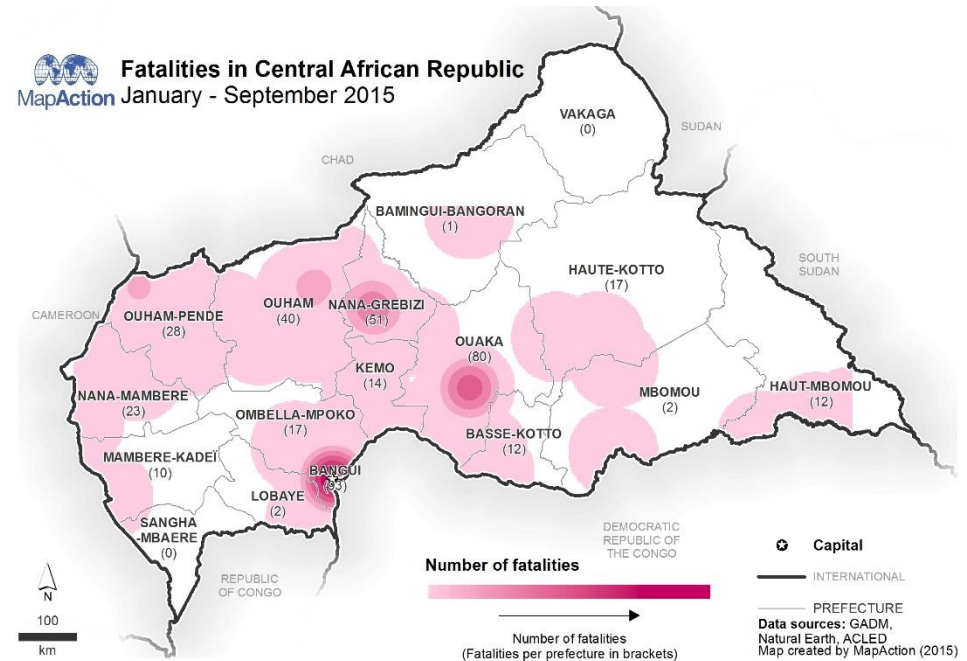 MapAction
Fatalities in Central African Republic
January - September 2015
VAKAGA
(0)
SUDAN
CHAD
BAMINGUI-BANGORAN
(1)
HAUTE-KOTTO
(17)
SOUTH
SUDAN
CAMEROON
OUHAM-PENDE
(28)
OUHAM
(40)
NANA-GREBIZI
(51)
OUAKA
(80)
KEMO
(14)
NANA-MAMBERE
(23)
MBOMOU
(2)
HAUT-MBOMOU
(12)
OMBELLA-MPOKO
(17)
BASSE-KOTTO
(12)
MAMBERE-KADEÏ
(10)
BANGUI
(93)
LOBAYE
(2)
SANGHA
-MBAERE
(0)
DEMOCRATIC
REPUBLIC OF
THE CONGO
REPUBLIC
OF CONGO
N
100
km
Number of fatalities
Number of fatalities
(Fatalities per prefecture in brackets)
Capital
INTERNATIONAL
PREFECTURE
Data sources: GADM,
Natural Earth, ACLED
Map created by MapAction (2015)